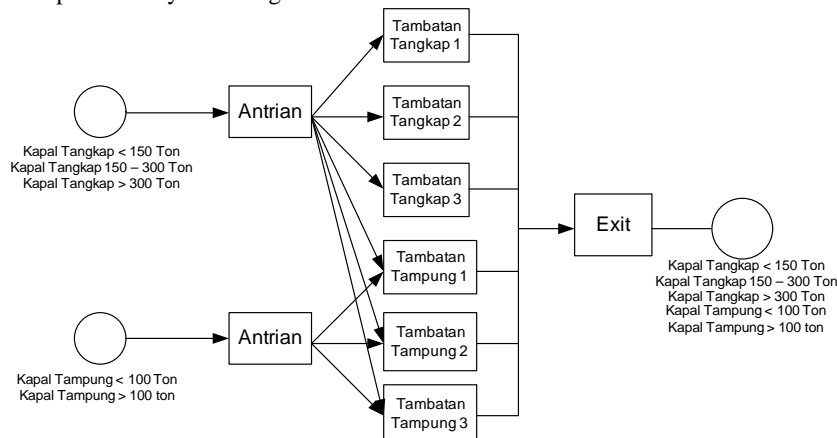 Tambatan
Tangkap 1
Antrian
Tambatan
Tangkap 2
Kapal Tangkap < 150 Ton
Kapal Tangkap 150 – 300 Ton
Kapal Tangkap > 300 Ton
Tambatan
Tangkap 3
Exit
Tambatan
Tampung 1
Kapal Tangkap < 150 Ton
Kapal Tangkap 150 – 300 Ton
Kapal Tangkap > 300 Ton
Kapal Tampung < 100 Ton
Kapal Tampung > 100 ton
Antrian
Tambatan
Tampung 2
Kapal Tampung < 100 Ton
Kapal Tampung > 100 ton
Tambatan
Tampung 3